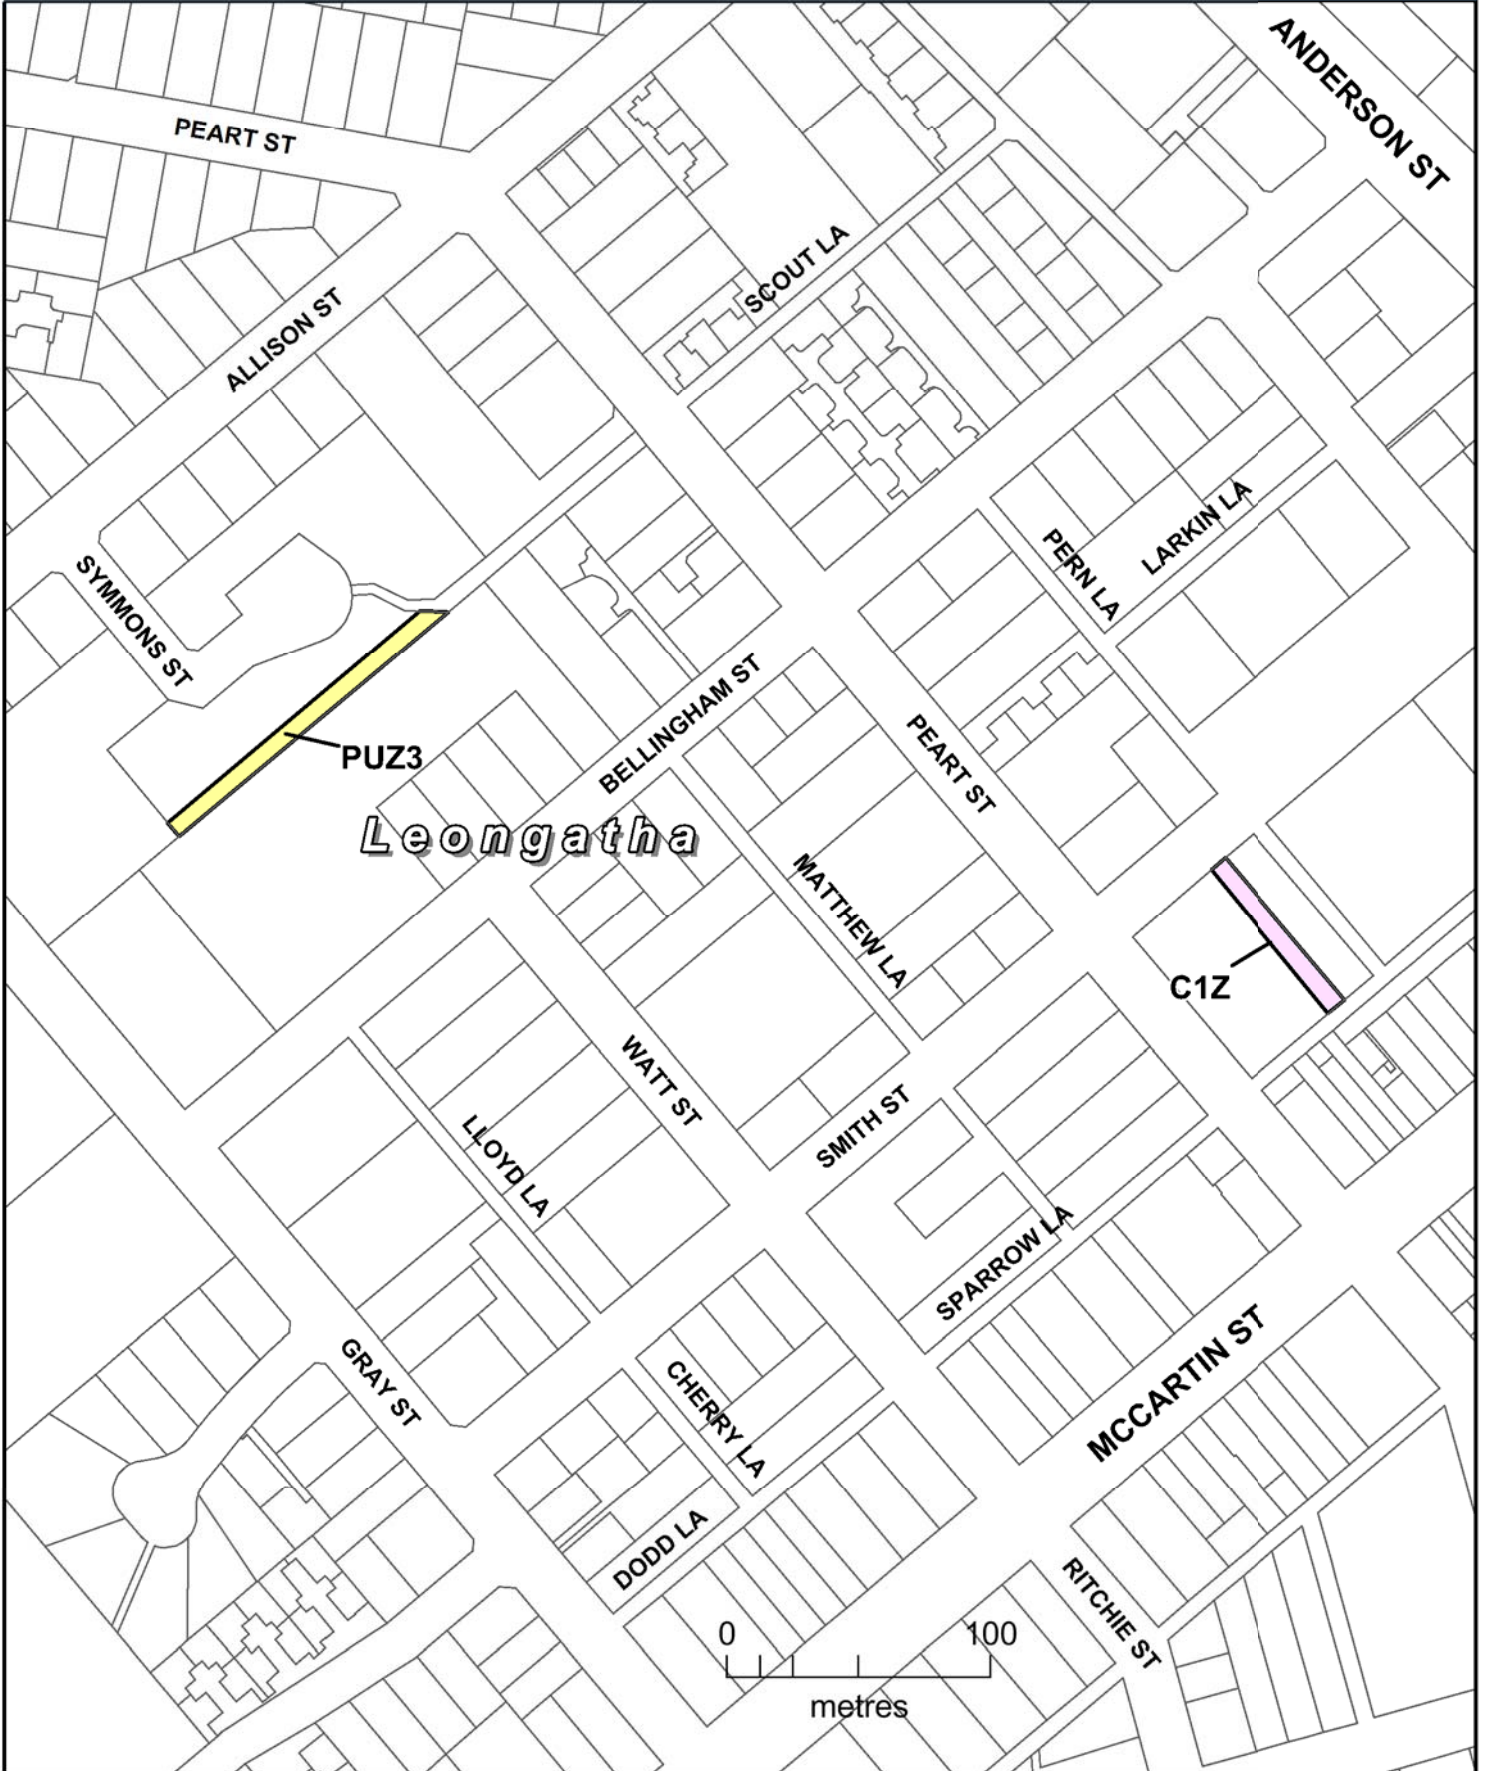 ANDERSON ST
PEART ST
SCOUT LA
ALLISON ST
LARKIN LA
PERN LA
SYMMONS ST
BELLINGHAM ST
PEART ST
PUZ3
Leongatha
MATTHEW LA
C1Z
WATT ST
SMITH ST
LLOYD LA
SPARROW LA
GRAY ST
MCCARTIN ST
CHERRY LA
DODD LA
RITCHIE ST
0 100
metres